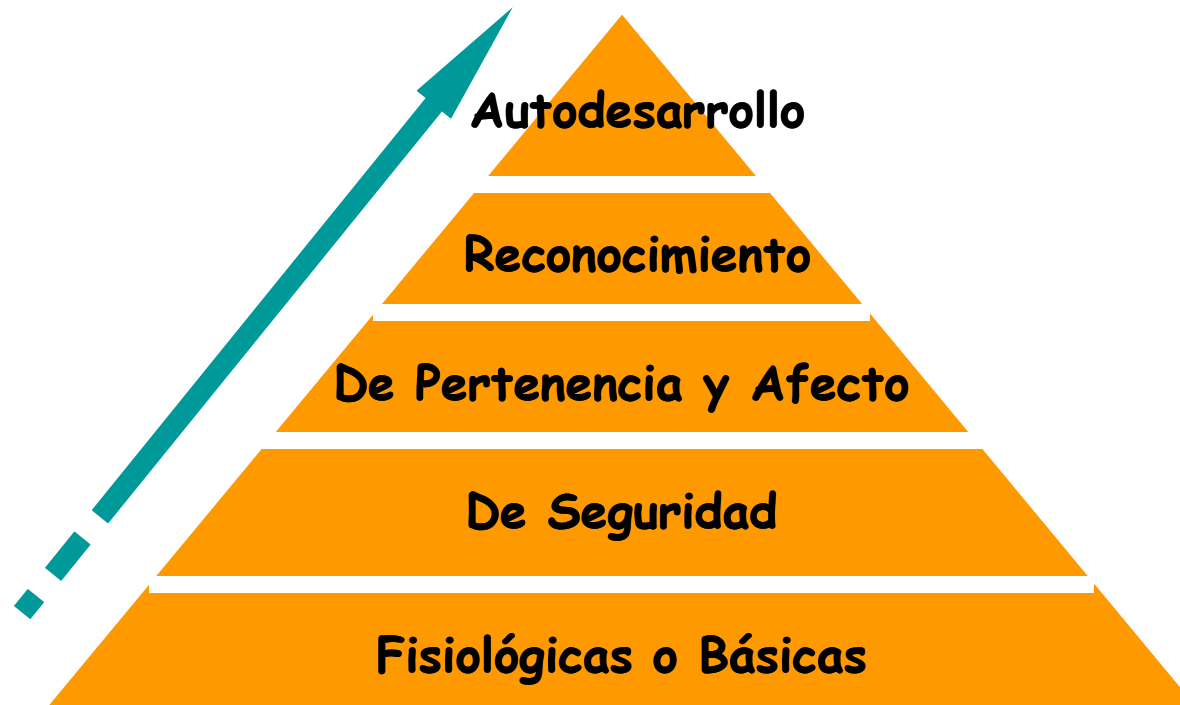 Autodesarrollo
Reconocimiento
De Pertenencia y Afecto
De Seguridad
Fisiológicas o Básicas